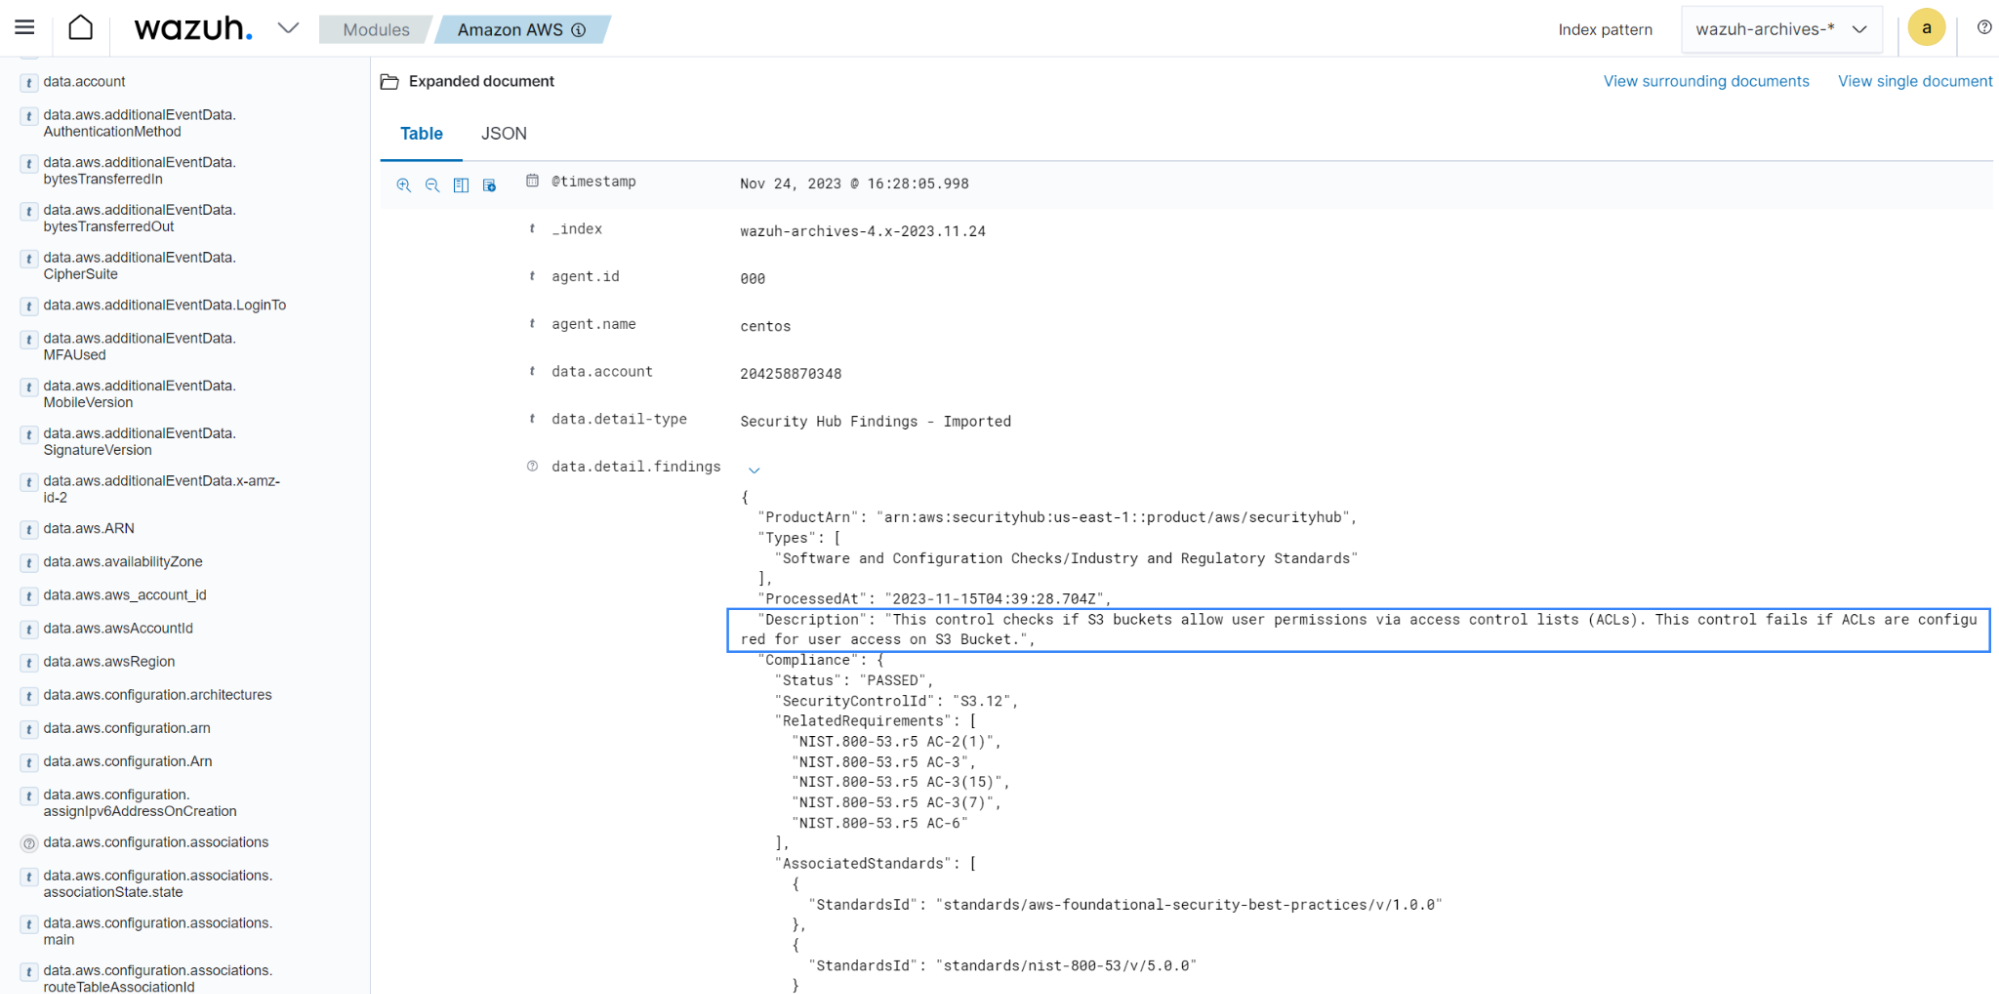 wazuh.
Modules
Amazon AWS
Index pattern
wazuh-archives-*
a
t data.account
t data.aws.additionalEventData.
AuthenticationMethod
t data.aws.additionalEventData.
bytesTransferredIn
t data.aws.additionalEventData.
bytesTransferredOut
t data.aws.additionalEventData.
CipherSuite
t data.aws.additionalEventData.LoginTo
t data.aws.additionalEventData.
MFAUsed
t data.aws.additionalEventData.
MobileVersion
t data.aws.additionalEventData.
SignatureVersion
t data.aws.additionalEventData.x-amz-
id-2
t data.aws.ARN
t data.aws.availabilityZone
t data.aws.aws_account_id
t data.aws.awsAccountId
t data.aws.awsRegion
t data.aws.configuration.architectures
t data.aws.configuration.arn
t data.aws.configuration.Arn
t data.aws.configuration.
assignIpv6AddressOnCreation
data.aws.configuration.associations
t data.aws.configuration.associations.
associationState.state
t data.aws.configuration.associations.
main
t data.aws.configuration.associations.
routeTableAssociationId
Expanded document
View surrounding documents
View single document
Table
JSON
@timestamp Nov 24, 2023 @ 16:28:05.998
t _index wazuh-archives-4.x-2023.11.24
t agent.id 000
t agent.name centos
t data.account 204258870348
t data.detail-type Security Hub Findings - Imported
data.detail.findings
{
"ProductArn": "arn:aws:securityhub:us-east-1::product/aws/securityhub",
"Types": [
"Software and Configuration Checks/Industry and Regulatory Standards"
],
"ProcessedAt": "2023-11-15T04:39:28.704Z",
"Description": "This control checks if S3 buckets allow user permissions via access control lists (ACLs). This control fails if ACLs are configu
red for user access on S3 Bucket.",
"Compliance": {
"Status": "PASSED",
"SecurityControlId": "S3.12",
"RelatedRequirements": [
"NIST.800-53.r5 AC-2(1)",
"NIST.800-53.r5 AC-3",
"NIST.800-53.r5 AC-3(15)",
"NIST.800-53.r5 AC-3(7)",
"NIST.800-53.r5 AC-6"
],
"AssociatedStandards": [
{
"StandardsId": "standards/aws-foundational-security-best-practices/v/1.0.0"
},
{
"StandardsId": "standards/nist-800-53/v/5.0.0"
}